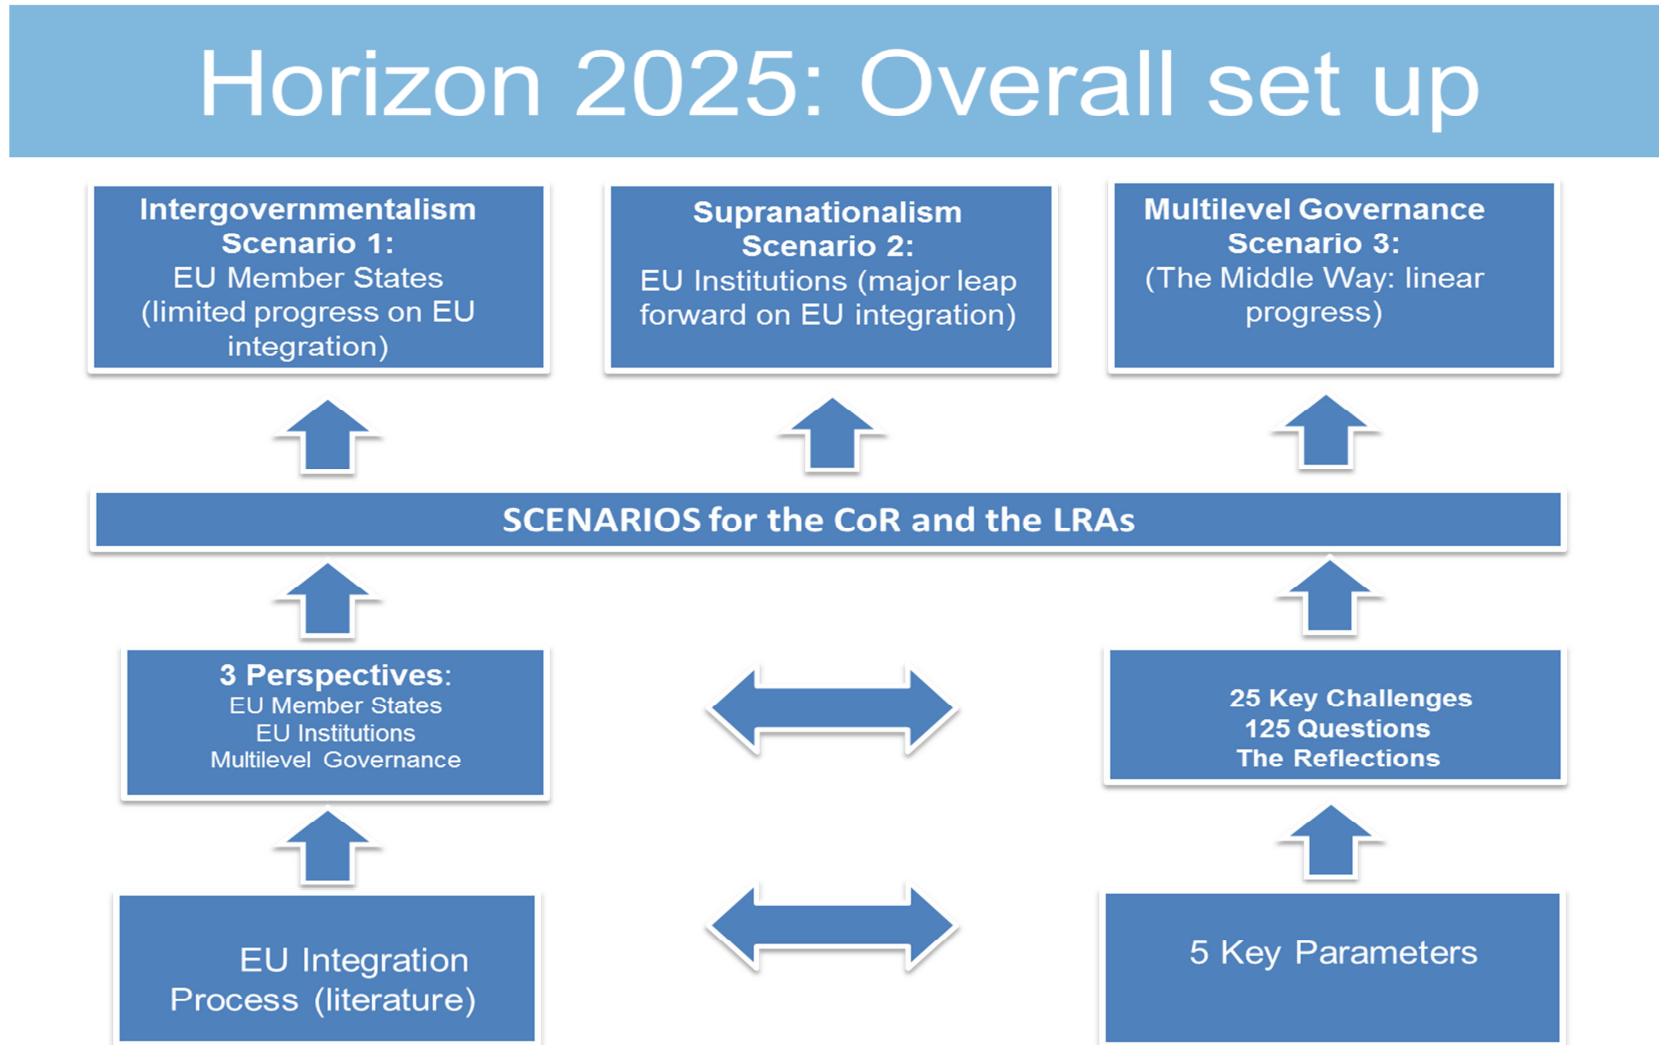 Horizon 2025: Overall set up
Intergovernmentalism
Scenario 1:
EU Member States
(limited progress on EU
integration)
Supranationalism
Scenario 2:
EU Institutions (major leap
forward on EU integration)
Multilevel Governance
Scenario 3:
(The Middle Way: linear
progress)
SCENARIOS for the CoR and the LRAs
3 Perspectives:
EU Member States
EU Institutions
Multilevel Governance
25 Key Challenges
125 Questions
The Reflections
EU Integration
Process (literature)
5 Key Parameters